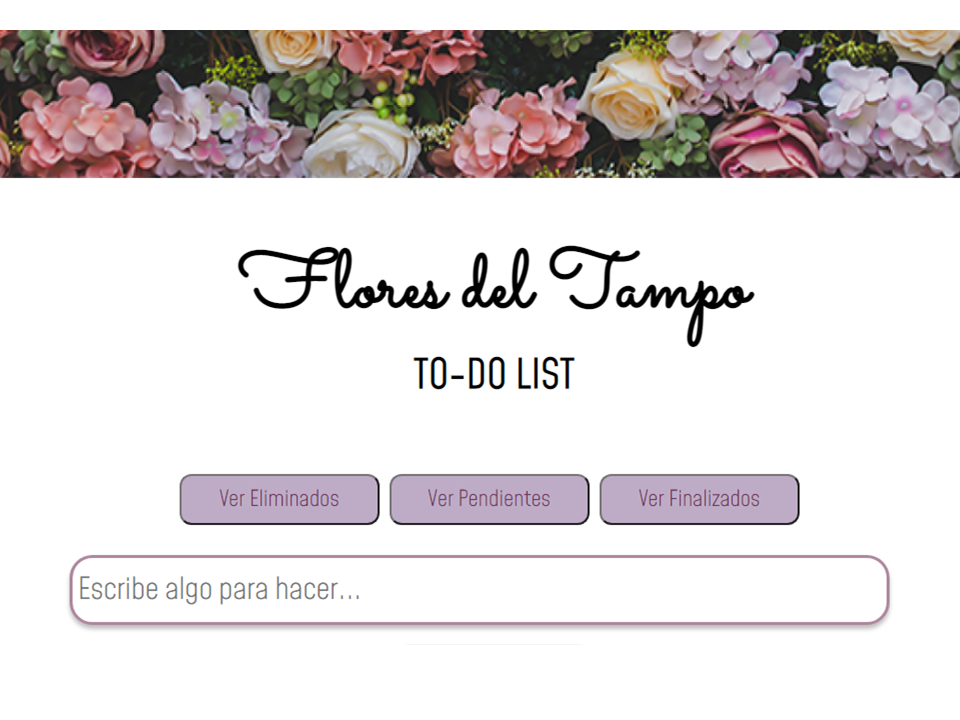 Flores del Tampo
TO-DO LIST
Ver Eliminados
Ver Pendientes
Ver Finalizados
Escribe algo para hacer...